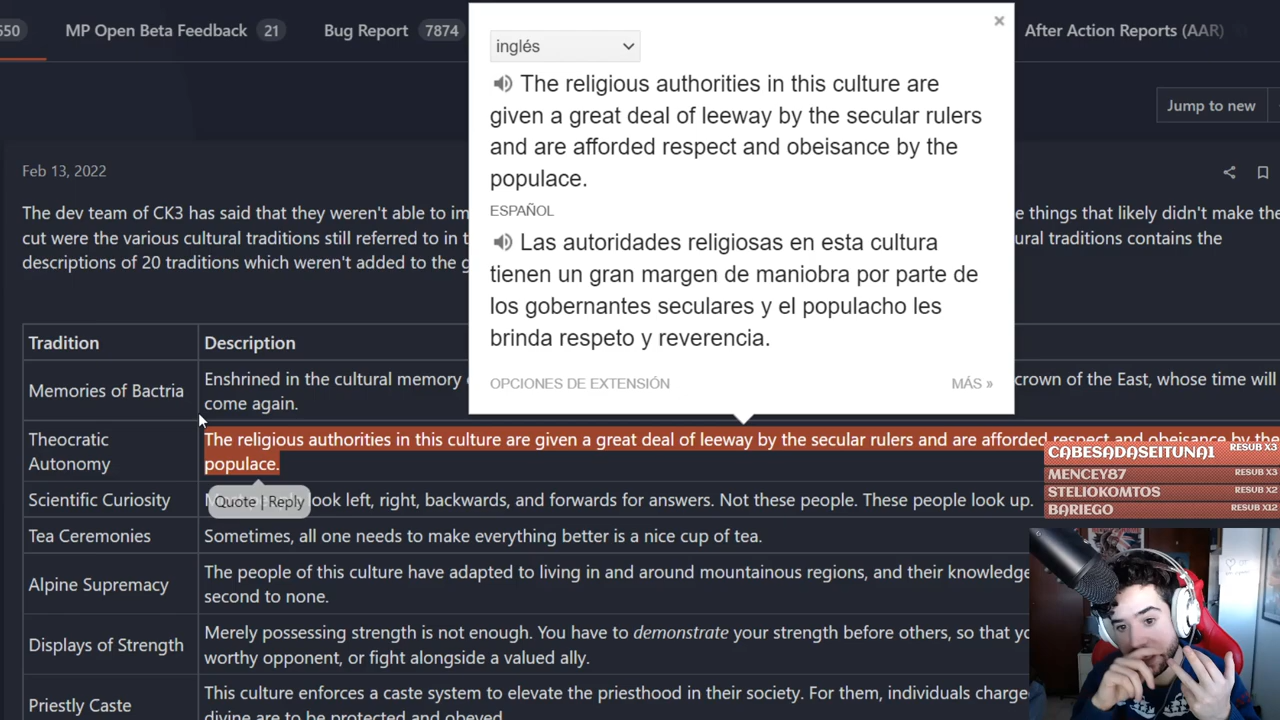 650 MP Open Beta Feedback 21 Bug Report 7874 After Action Reports (AAR)
×
inglés
The religious authorities in this culture are
given a great deal of leeway by the secular rulers
and are afforded respect and obeisance by the
populace.
ESPAÑOL
Las autoridades religiosas en esta cultura
tienen un gran margen de maniobra por parte de
los gobernantes seculares y el populacho les
brinda respeto y reverencia.
OPCIONES DE EXTENSIÓN MÁS »
Jump to new
Feb 13, 2022
The dev team of CK3 has said that they weren't able to im e things that likely didn't make the
cut were the various cultural traditions still referred to in t ural traditions contains the
descriptions of 20 traditions which weren't added to the g
Tradition Description
Memories of Bactria Enshrined in the cultural memory crown of the East, whose time will
come again.
Theocratic Autonomy The religious authorities in this culture are given a great deal of leeway by the secular rulers and are afforded respect and obeisance by the
populace.
Quote | Reply
Scientific Curiosity look left, right, backwards, and forwards for answers. Not these people. These people look up.
Tea Ceremonies Sometimes, all one needs to make everything better is a nice cup of tea.
Alpine Supremacy The people of this culture have adapted to living in and around mountainous regions, and their knowledge
second to none.
Displays of Strength Merely possessing strength is not enough. You have to demonstrate your strength before others, so that yo
worthy opponent, or fight alongside a valued ally.
Priestly Caste This culture enforces a caste system to elevate the priesthood in their society. For them, individuals charge
divine are to be protected and obeyed.
CABESADASEITUNA1 RESUB X3
MENCEY87 RESUB X3
STELIOKOMTOS RESUB X2
BARIEGO RESUB X12